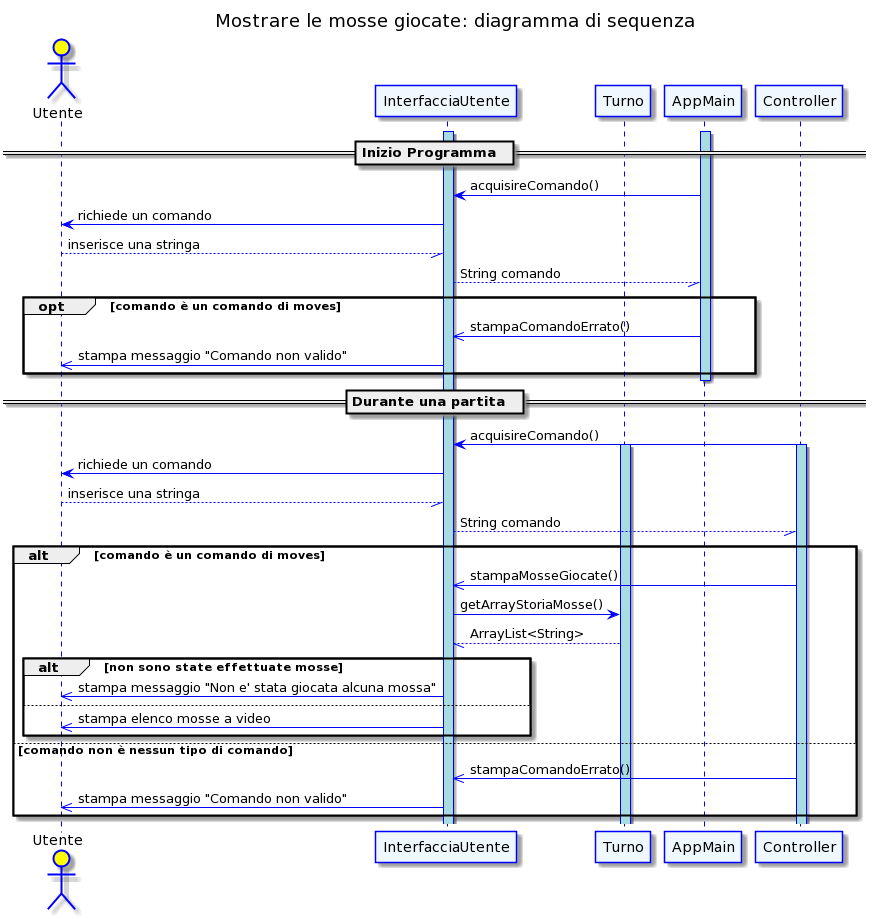 Mostrare le mosse giocate: diagramma di sequenza
Utente
InterfacciaUtente
Turno
AppMain
Controller
Inizio Programma
acquisireComando()
richiede un comando
inserisce una stringa
String comando
opt
[comando è un comando di moves]
stampaComandoErrato()
stampa messaggio "Comando non valido"
Durante una partita
acquisireComando()
richiede un comando
inserisce una stringa
String comando
alt
[comando è un comando di moves]
stampaMosseGiocate()
getArrayStoriaMosse()
ArrayList<String>
alt
[non sono state effettuate mosse]
stampa messaggio "Non e' stata giocata alcuna mossa"
stampa elenco mosse a video
[comando non è nessun tipo di comando]
stampaComandoErrato()
stampa messaggio "Comando non valido"
Utente
InterfacciaUtente
Turno
AppMain
Controller